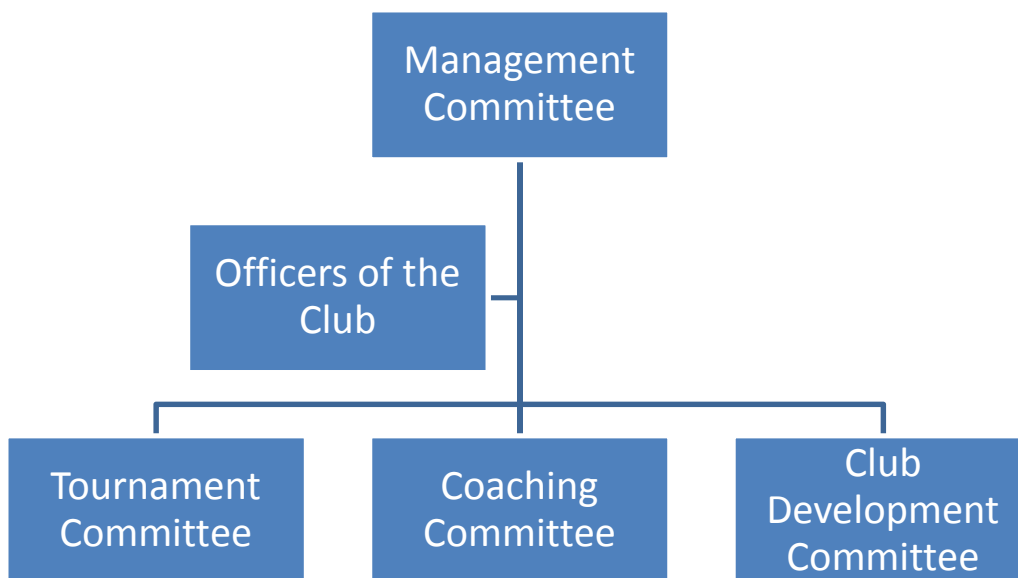 Management
Committee
Officers of the
Club
Tournament
Committee
Coaching
Committee
Club
Development
Committee